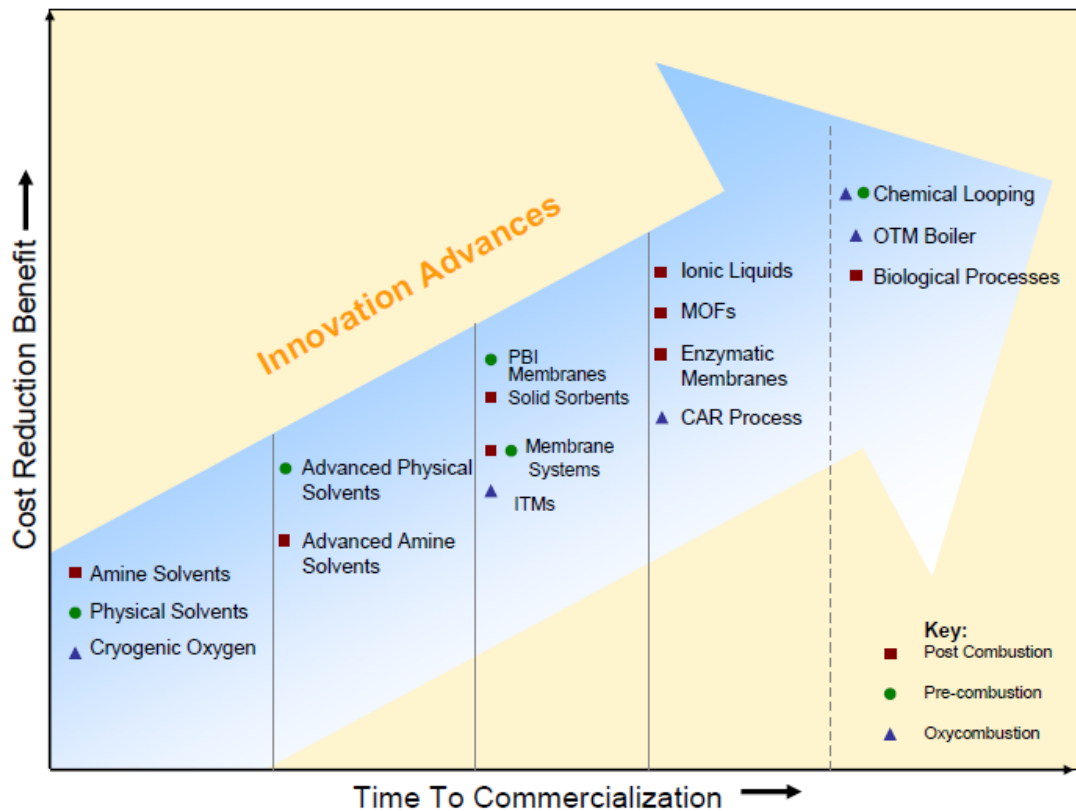 Cost Reduction Benefit
Innovation Advances
Amine Solvents
Physical Solvents
Cryogenic Oxygen
Advanced Physical
Solvents
Advanced Amine
Solvents
PBI
Membranes
Solid Sorbents
Membrane
Systems
ITMs
Ionic Liquids
MOFs
Enzymatic
Membranes
CAR Process
Chemical Looping
OTM Boiler
Biological Processes
Key:
Post Combustion
Pre-combustion
Oxycombustion
Time To Commercialization